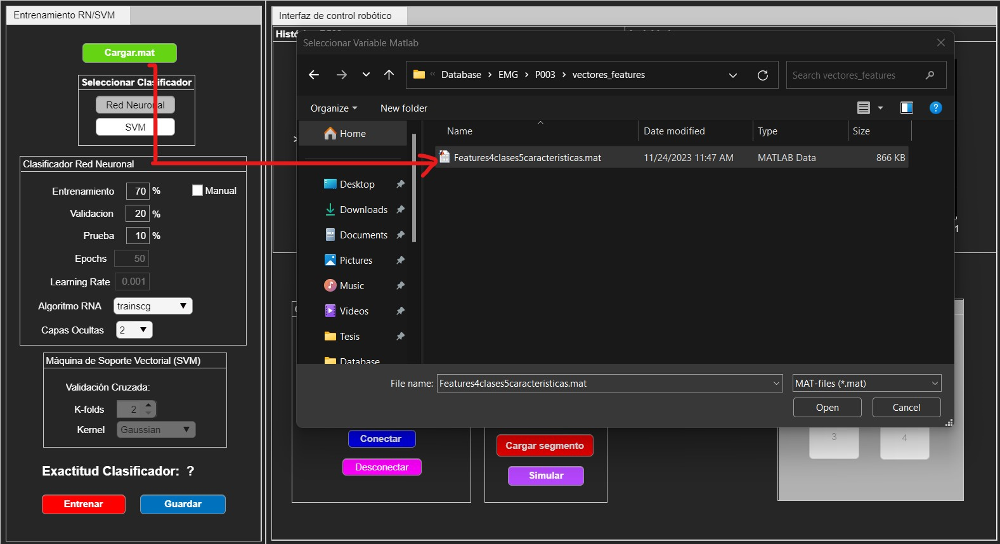 Entrenamiento RN/SVM
Cargar.mat
Seleccionar Clasificador
Red Neuronal
SVM
Clasificador Red Neuronal
Entrenamiento 70 % Manual
Validacion 20 %
Prueba 10 %
Epochs 50
Learning Rate 0.001
Algoritmo RNA trainscg
Capas Ocultas 2
Máquina de Soporte Vectorial (SVM)
Validación Cruzada:
K-folds 2
Kernel Gaussian
Exactitud Clasificador: ?
Entrenar Guardar
Interfaz de control robótico
Seleccionar Variable Matlab
Database › EMG › P003 › vectores_features
Search vectores_features
Organize New folder
Home
Desktop
Downloads
Documents
Pictures
Music
Videos
Tesis
Database
Name Date modified Type Size
Features4clases5caracteristicas.mat 11/24/2023 11:47 AM MATLAB Data 866 KB
File name: Features4clases5caracteristicas.mat MAT-files (*.mat)
Open Cancel
1
Conectar
Desconectar
Cargar segmento
Simular
3 4